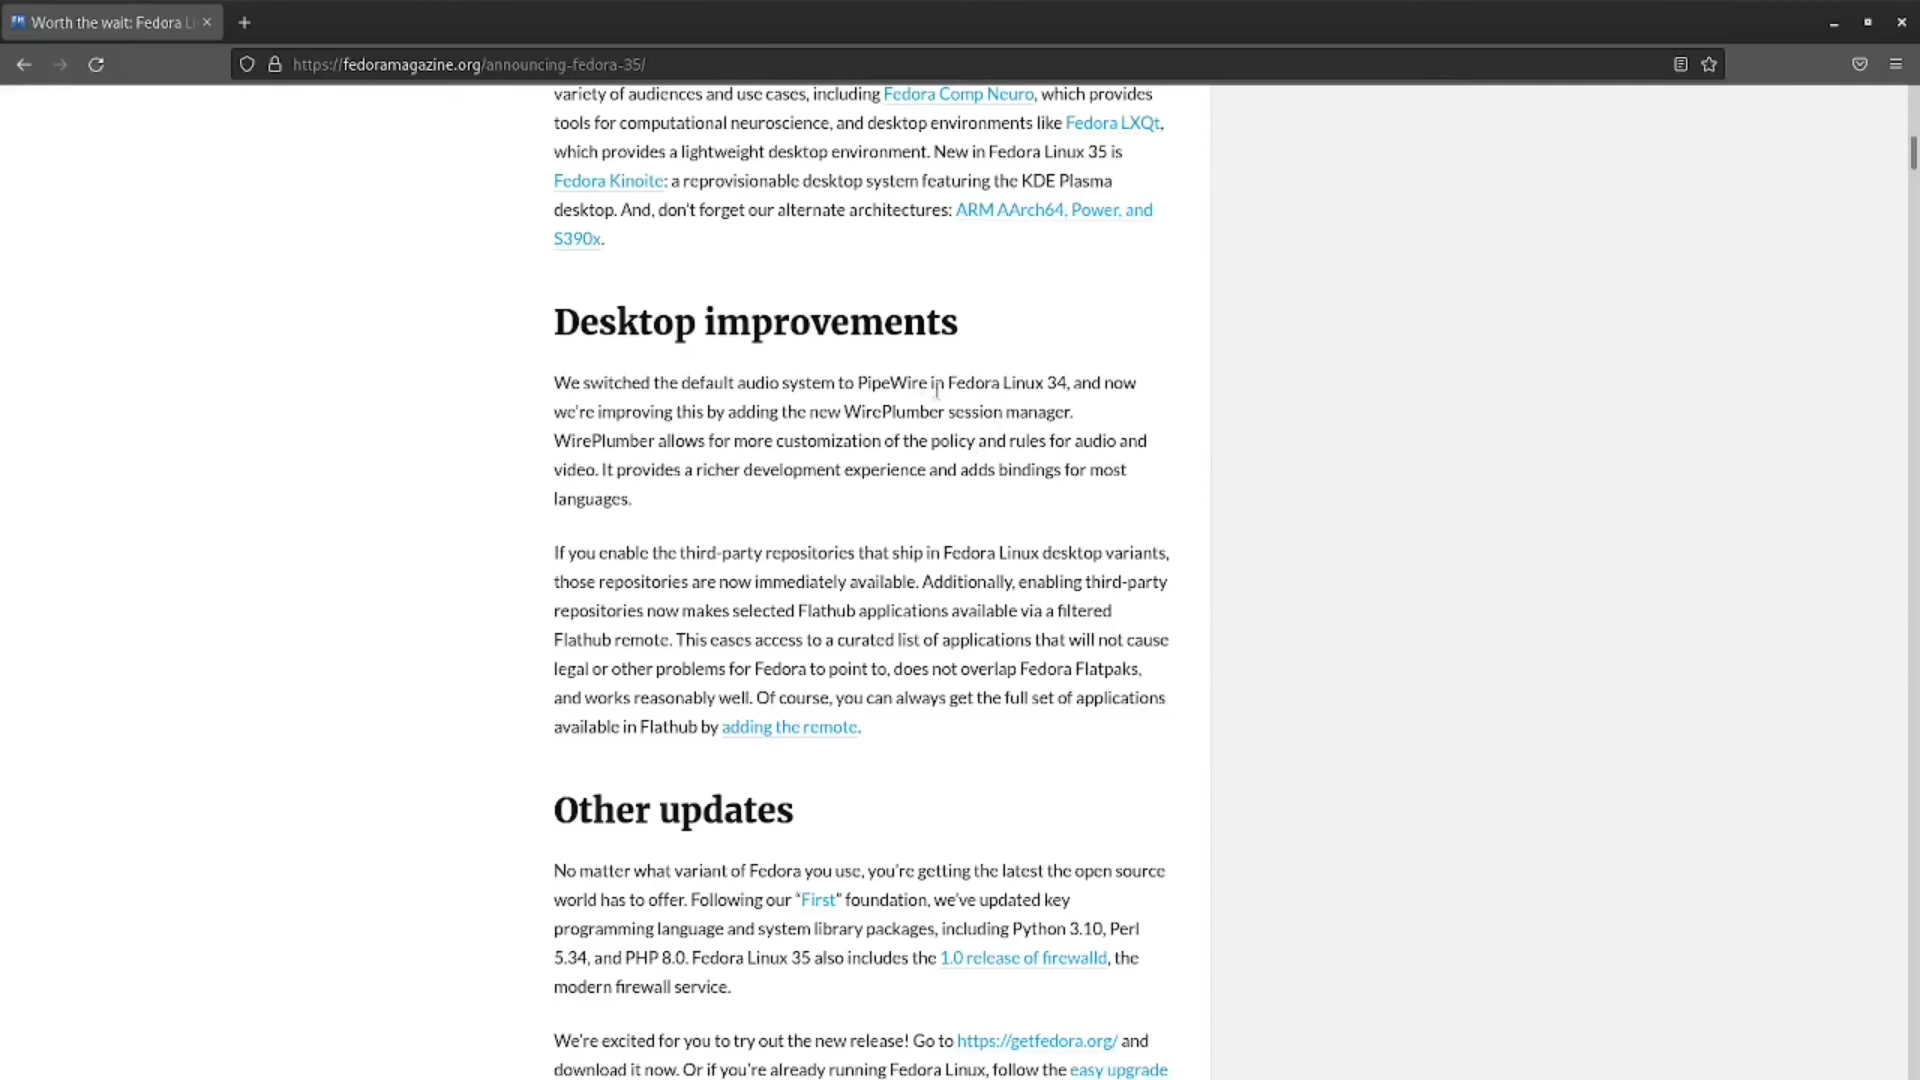 Worth the wait: Fedora Li
https://fedoramagazine.org/announcing-fedora-35/
variety of audiences and use cases, including Fedora Comp Neuro, which provides
tools for computational neuroscience, and desktop environments like Fedora LXQt,
which provides a lightweight desktop environment. New in Fedora Linux 35 is
Fedora Kinoite: a reprovisionable desktop system featuring the KDE Plasma
desktop. And, don't forget our alternate architectures: ARM AArch64, Power, and
S390x.
Desktop improvements
We switched the default audio system to PipeWire in Fedora Linux 34, and now
we're improving this by adding the new WirePlumber session manager.
WirePlumber allows for more customization of the policy and rules for audio and
video. It provides a richer development experience and adds bindings for most
languages.
If you enable the third-party repositories that ship in Fedora Linux desktop variants,
those repositories are now immediately available. Additionally, enabling third-party
repositories now makes selected Flathub applications available via a filtered
Flathub remote. This eases access to a curated list of applications that will not cause
legal or other problems for Fedora to point to, does not overlap Fedora Flatpaks,
and works reasonably well. Of course, you can always get the full set of applications
available in Flathub by adding the remote.
Other updates
No matter what variant of Fedora you use, you're getting the latest the open source
world has to offer. Following our “First” foundation, we've updated key
programming language and system library packages, including Python 3.10, Perl
5.34, and PHP 8.0. Fedora Linux 35 also includes the 1.0 release of firewalld, the
modern firewall service.
We're excited for you to try out the new release! Go to https://getfedora.org/ and
download it now. Or if you're already running Fedora Linux, follow the easy upgrade